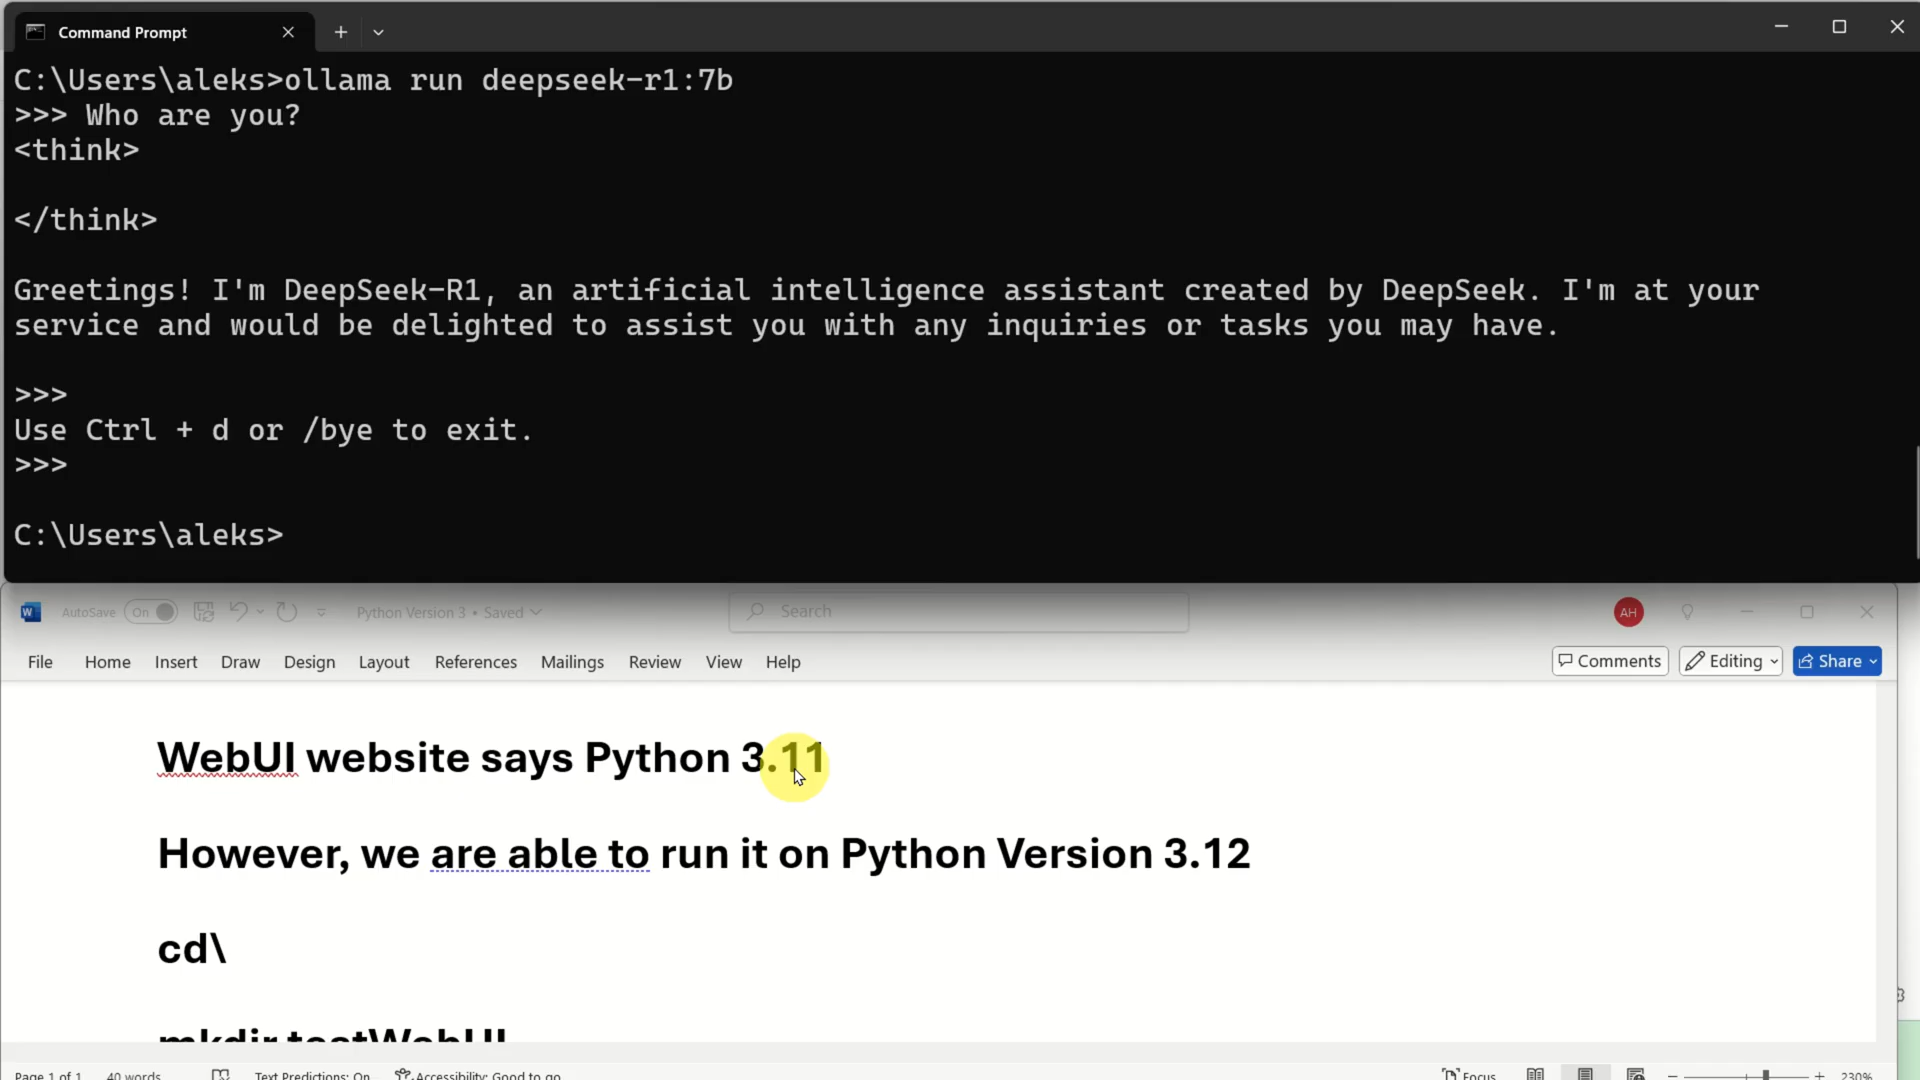 Command Prompt
C:\Users\aleks>ollama run deepseek-r1:7b
>>> Who are you?
<think>
</think>
Greetings! I'm DeepSeek-R1, an artificial intelligence assistant created by DeepSeek. I'm at your
service and would be delighted to assist you with any inquiries or tasks you may have.
>>>
Use Ctrl + d or /bye to exit.
>>>
C:\Users\aleks>
AutoSave On Python Version 3 • Saved Search AH
File Home Insert Draw Design Layout References Mailings Review View Help Comments Editing Share
WebUI website says Python 3.11
However, we are able to run it on Python Version 3.12
cd\
mkdir testWebUI
Page 1 of 1 40 words Text Predictions: On Accessibility: Good to go Focus 230%